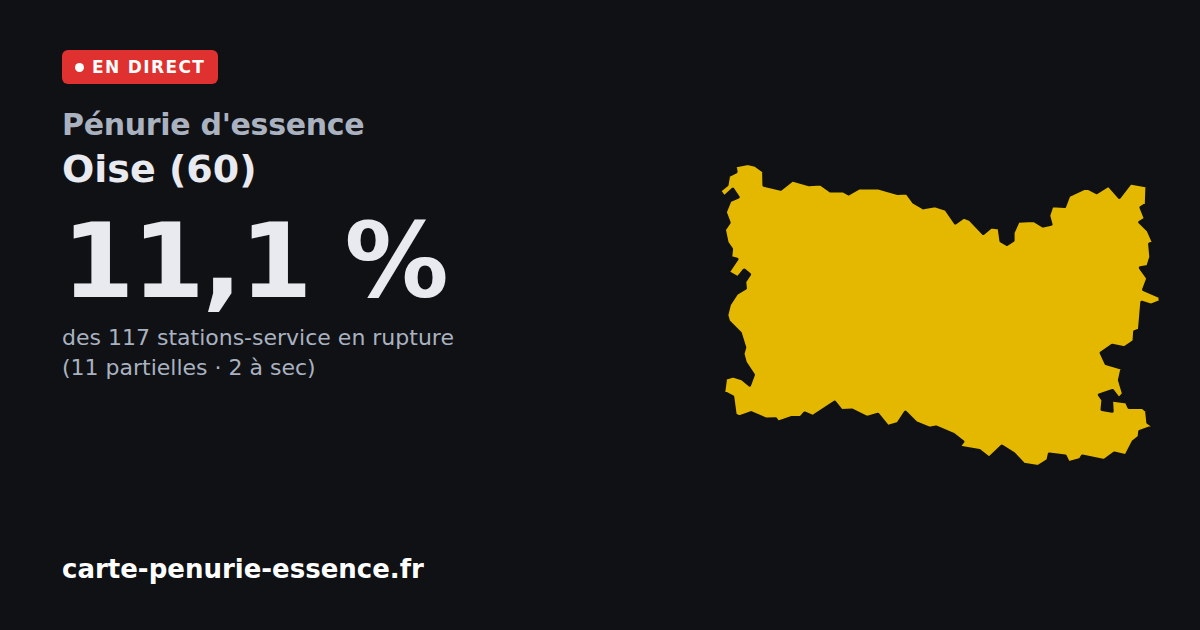 EN DIRECT
Pénurie d'essence
Oise (60)
11,1 %
des 117 stations-service en rupture
(11 partielles · 2 à sec)
carte-penurie-essence.fr